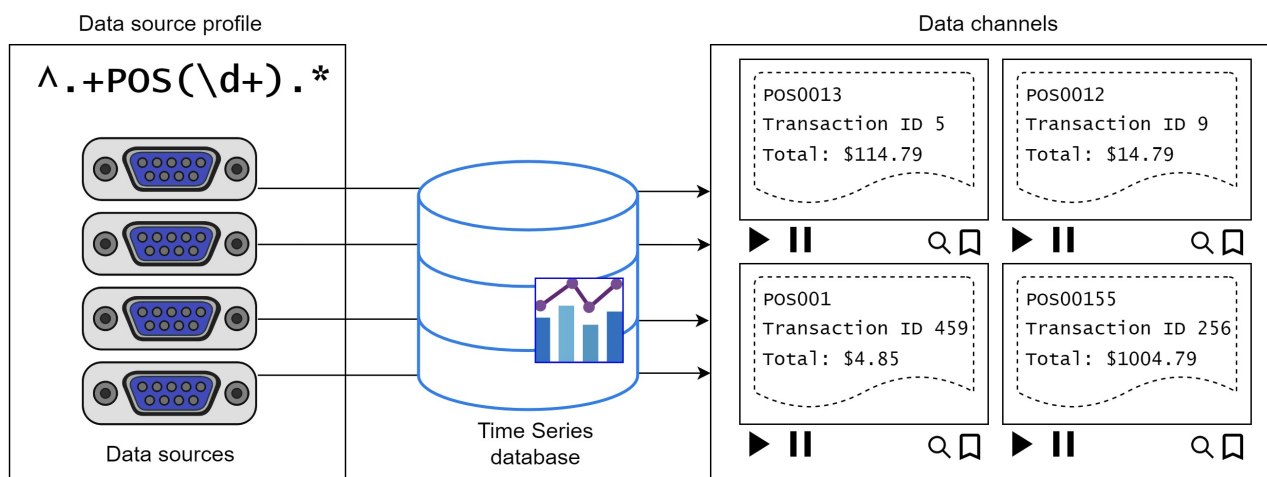 Data source profile
^.+POS(\d+).*
Data sources
Time Series
database
Data channels
POS0013
Transaction ID 5
Total: $114.79
POS0012
Transaction ID 9
Total: $14.79
POS001
Transaction ID 459
Total: $4.85
POS00155
Transaction ID 256
Total: $1004.79